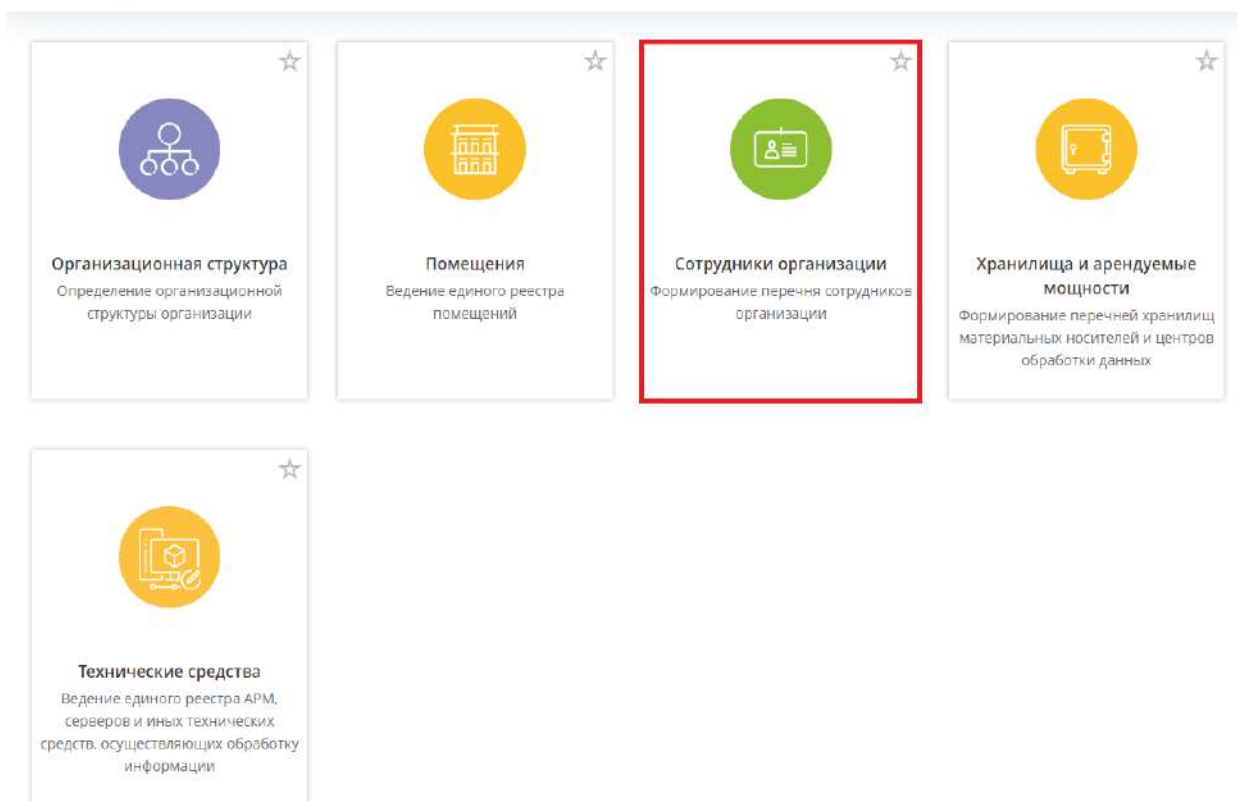 Организационная структура
Определение организационной
структуры организации
Помещения
Ведение единого реестра
помещений
Сотрудники организации
Формирование перечня сотрудников
организации
Хранилища и арендуемые
мощности
Формирование перечней хранилищ
материальных носителей и центров
обработки данных
Технические средства
Ведение единого реестра АРМ,
серверов и иных технических
средств, осуществляющих обработку
информации